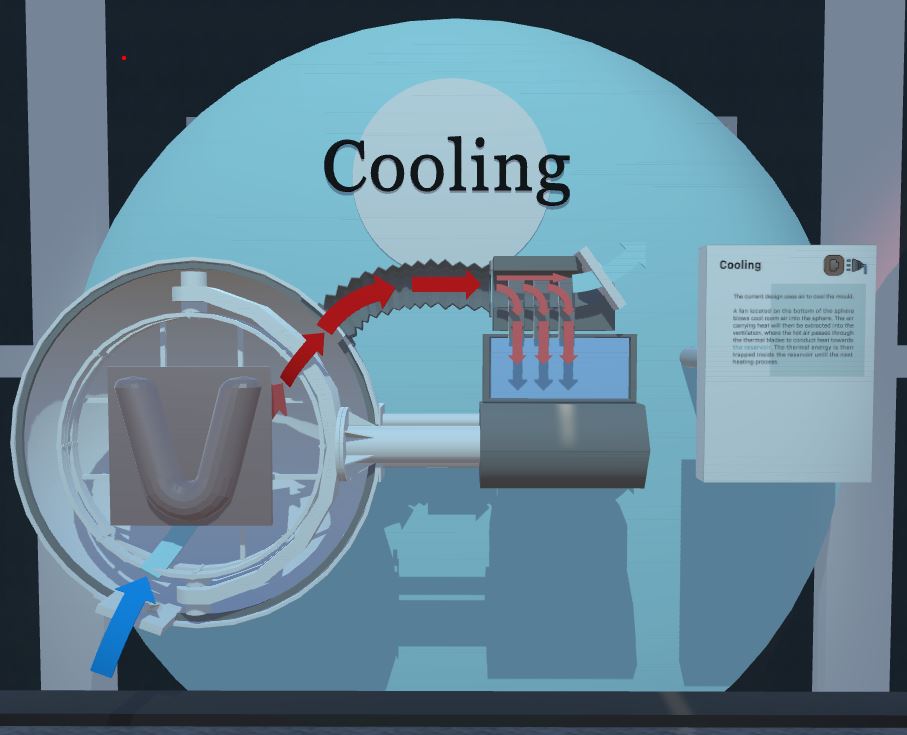 Cooling
Cooling
The current design uses air to cool the mould.
A fan located on the bottom of the sphere
blows cool room air into the sphere. The air
carrying heat will then be extracted into the
ventilation, where the hot air passes through
the thermal blades to conduct heat towards
the reservoir. The thermal energy is then
trapped inside the reservoir until the next
heating process.